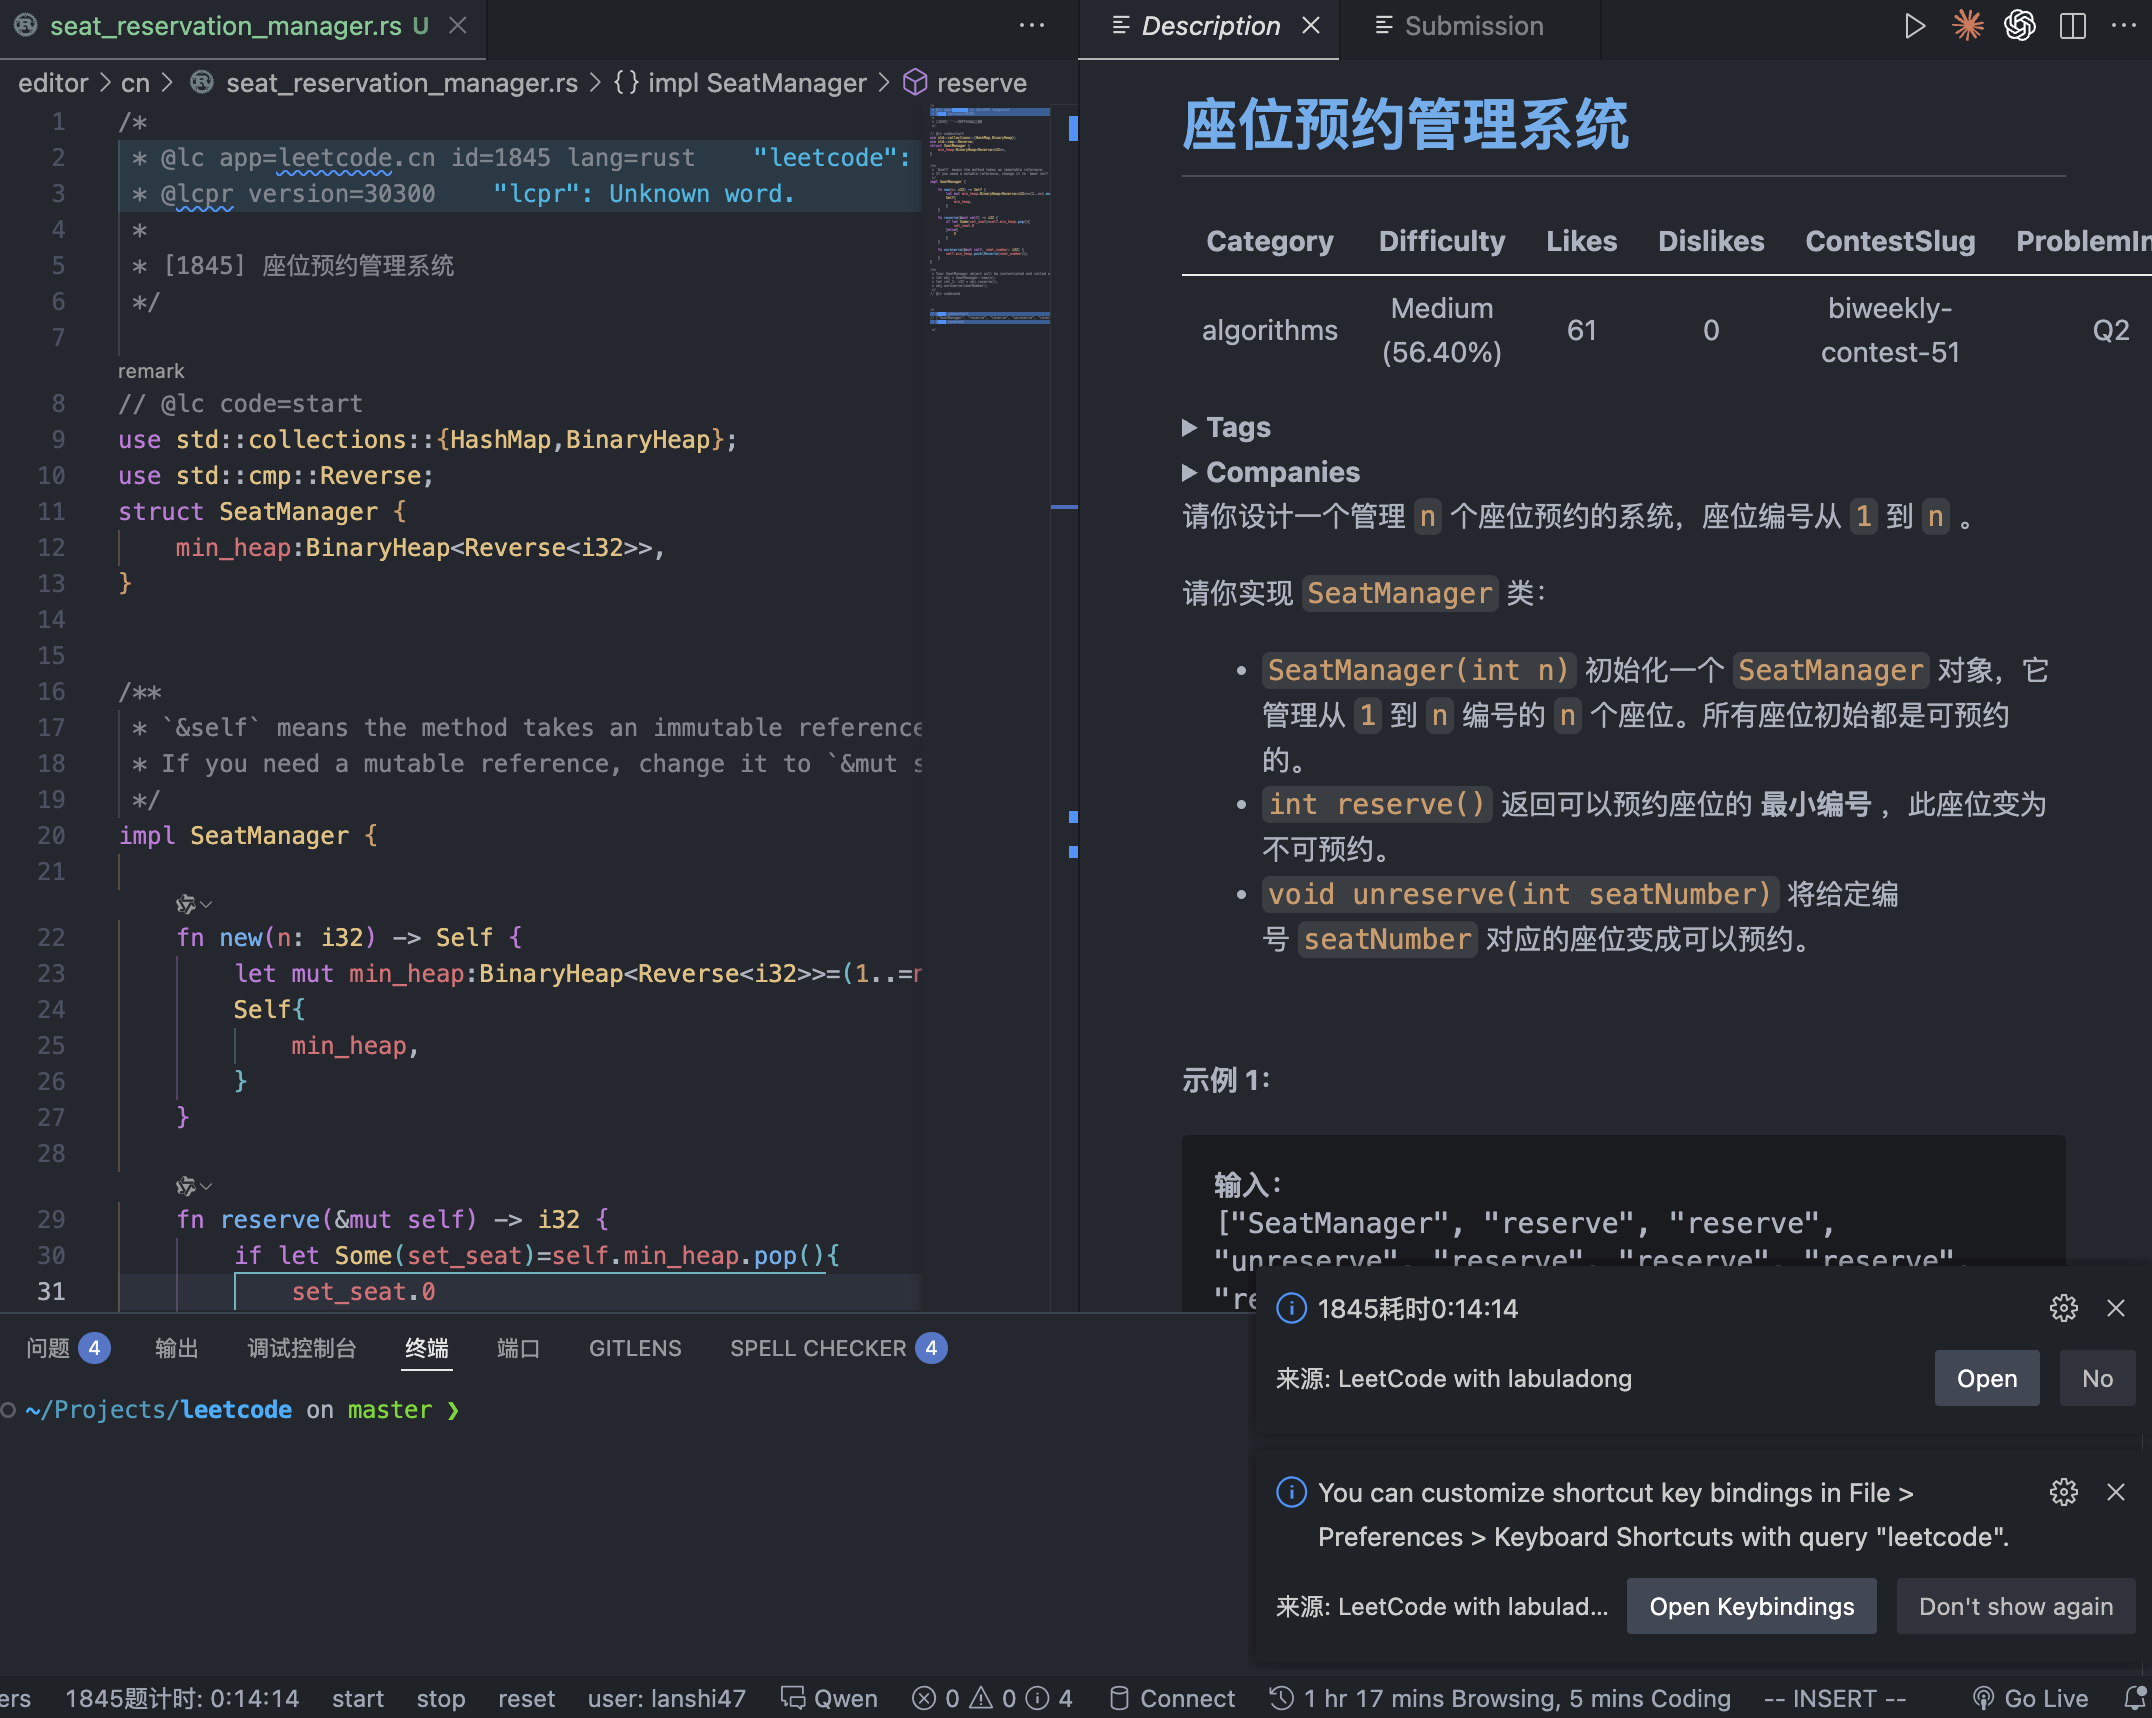 seat_reservation_manager.rs U
Description
Submission
editor > cn > seat_reservation_manager.rs > {} impl SeatManager > reserve
1 /*
2 * @lc app=leetcode.cn id=1845 lang=rust "leetcode":
3 * @lcpr version=30300 "lcpr": Unknown word.
4 *
5 * [1845] 座位预约管理系统
6 */
7
remark
8 // @lc code=start
9 use std::collections::{HashMap,BinaryHeap};
10 use std::cmp::Reverse;
11 struct SeatManager {
12 min_heap:BinaryHeap<Reverse<i32>>,
13 }
14
15
16 /**
17 * `&self` means the method takes an immutable reference
18 * If you need a mutable reference, change it to `&mut s
19 */
20 impl SeatManager {
21
22 fn new(n: i32) -> Self {
23 let mut min_heap:BinaryHeap<Reverse<i32>>=(1..=n
24 Self{
25 min_heap,
26 }
27 }
28
29 fn reserve(&mut self) -> i32 {
30 if let Some(set_seat)=self.min_heap.pop(){
31 set_seat.0
座位预约管理系统
Category Difficulty Likes Dislikes ContestSlug ProblemIn
algorithms Medium (56.40%) 61 0 biweekly-contest-51 Q2
Tags
Companies
请你设计一个管理 n 个座位预约的系统，座位编号从 1 到 n 。
请你实现 SeatManager 类：
• SeatManager(int n) 初始化一个 SeatManager 对象，它
管理从 1 到 n 编号的 n 个座位。所有座位初始都是可预约
的。
• int reserve() 返回可以预约座位的 最小编号 ，此座位变为
不可预约。
• void unreserve(int seatNumber) 将给定编
号 seatNumber 对应的座位变成可以预约。
示例 1：
输入：
["SeatManager", "reserve", "reserve",
"unreserve", "reserve", "reserve", "reserve",
"re
问题 4 输出 调试控制台 终端 端口 GITLENS SPELL CHECKER 4
~/Projects/leetcode on master ❯
1845耗时0:14:14
来源: LeetCode with labuladong
Open
No
You can customize shortcut key bindings in File >
Preferences > Keyboard Shortcuts with query "leetcode".
来源: LeetCode with labulad...
Open Keybindings
Don't show again
ers 1845题计时: 0:14:14 start stop reset user: lanshi47 Qwen 0 0 4 Connect 1 hr 17 mins Browsing, 5 mins Coding -- INSERT -- Go Live